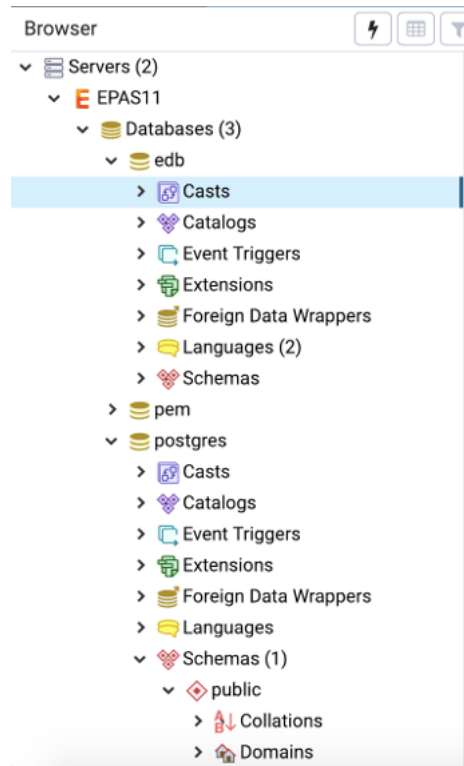 Browser
Servers (2)
EPAS11
Databases (3)
edb
Casts
Catalogs
Event Triggers
Extensions
Foreign Data Wrappers
Languages (2)
Schemas
pem
postgres
Casts
Catalogs
Event Triggers
Extensions
Foreign Data Wrappers
Languages
Schemas (1)
public
Collations
Domains